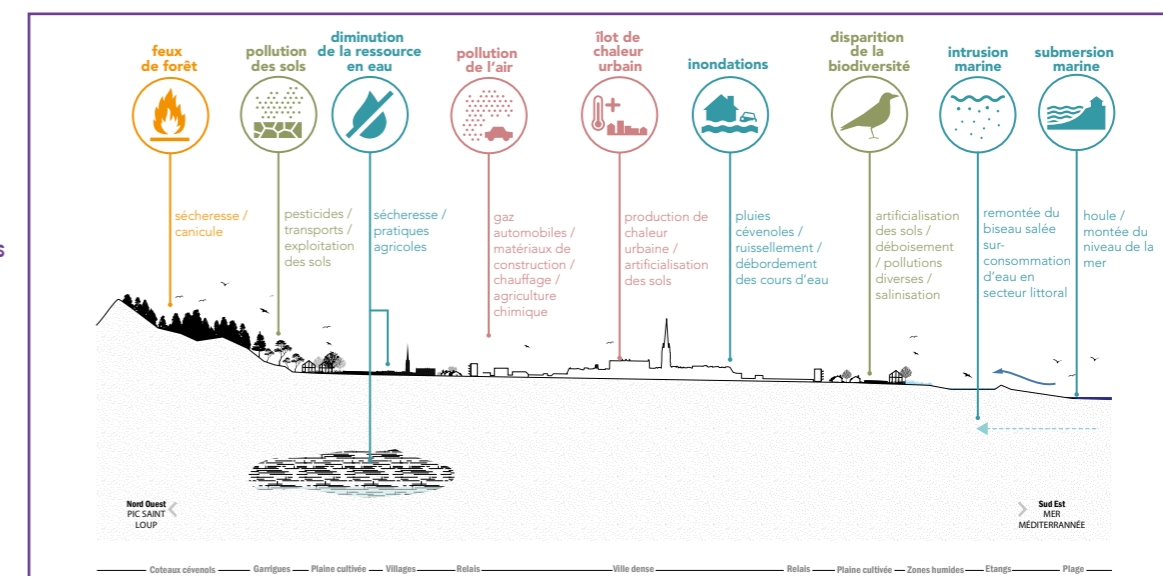 feux
de forêt
pollution
des sols
diminution
de la ressource
en eau
pollution
de l'air
îlot de
chaleur
urbain
inondations
disparition
de la
biodiversité
intrusion
marine
submersion
marine
sécheresse /
canicule
pesticides /
transports /
exploitation
des sols
sécheresse /
pratiques
agricoles
gaz
automobiles /
matériaux de
construction /
chauffage /
agriculture
chimique
production de
chaleur
urbaine /
artificialisation
des sols
pluies
cévenoles /
ruissellement /
débordement
des cours d'eau
artificialisation
des sols /
déboisement
/ pollutions
diverses /
salinisation
remontée du
biseau salée
sur-
consommation
d'eau en
secteur littoral
houle /
montée du
niveau de la
mer
s
Nord Ouest
PIC SAINT
LOUP
Sud Est
MER
MÉDITERRANNÉE
Coteaux cévenols Garrigues Plaine cultivée Villages Relais Ville dense Relais Plaine cultivée Zones humides Etangs Plage